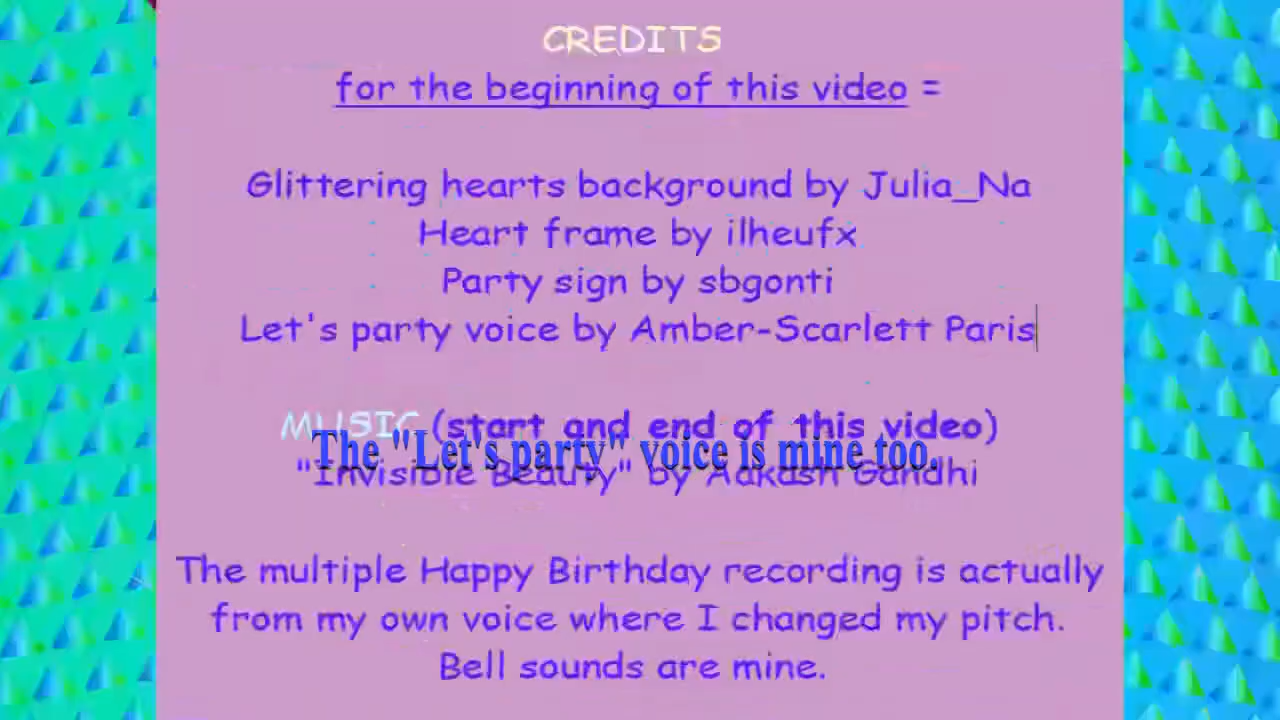 CREDITS
for the beginning of this video =
Glittering hearts background by Julia_Na
Heart frame by ilheufx
Party sign by sbgonti
Let's party voice by Amber-Scarlett Paris
MUSIC (start and end of this video)
The "Let's party" voice is mine too.
"Invisible Beauty" by Aakash Gandhi
The multiple Happy Birthday recording is actually
from my own voice where I changed my pitch.
Bell sounds are mine.